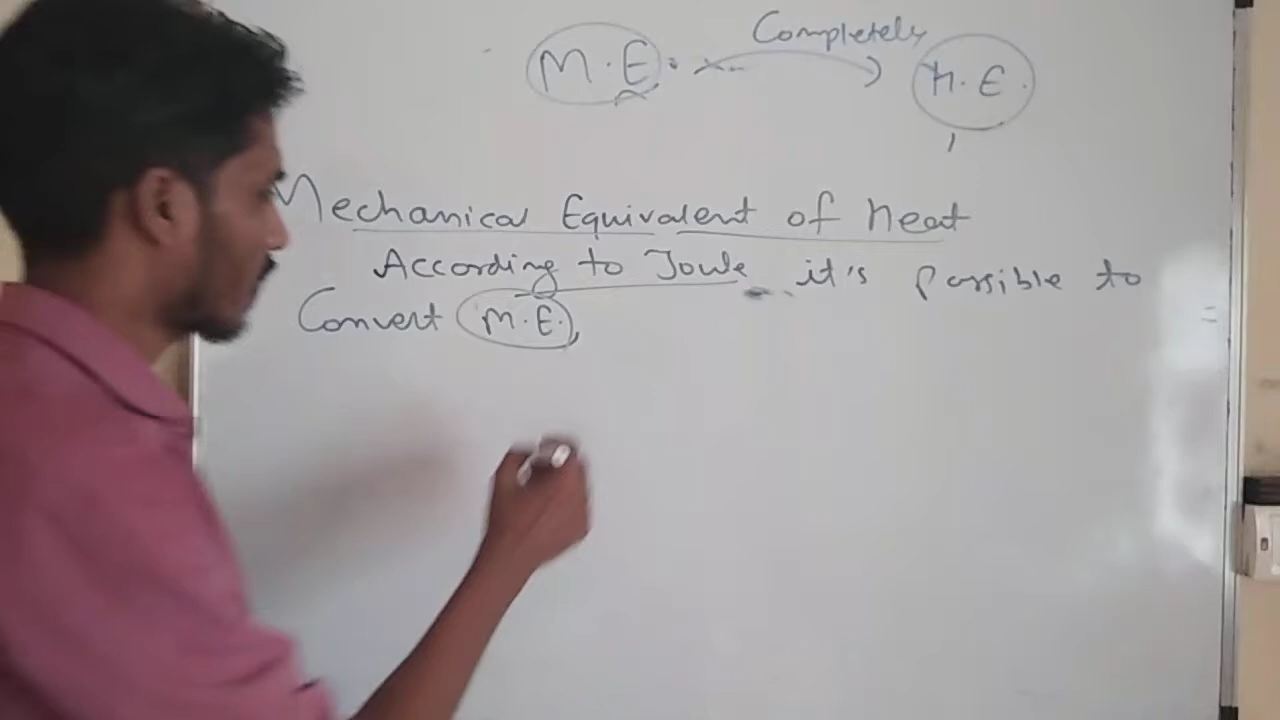 Completely
M.E. H.E.
Mechanical Equivalent of Heat
According to Joule it's possible to
Convert M.E.,